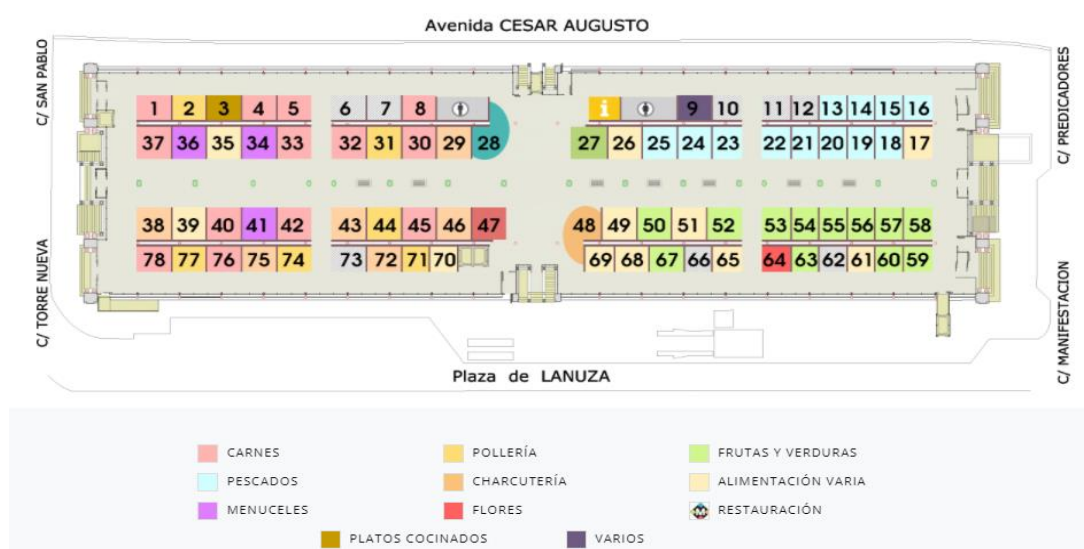 Avenida CESAR AUGUSTO
C/ SAN PABLO
C/ PREDICADORES
1 2 3 4 5 6 7 8 i 9 10 11 12 13 14 15 16
37 36 35 34 33 32 31 30 29 28 27 26 25 24 23 22 21 20 19 18 17
38 39 40 41 42 43 44 45 46 47 48 49 50 51 52 53 54 55 56 57 58
78 77 76 75 74 73 72 71 70 69 68 67 66 65 64 63 62 61 60 59
C/ TORRE NUEVA
C/ MANIFESTACION
Plaza de LANUZA
CARNES POLLERÍA FRUTAS Y VERDURAS
PESCADOS CHARCUTERÍA ALIMENTACIÓN VARIA
MENUCELES FLORES RESTAURACIÓN
PLATOS COCINADOS VARIOS